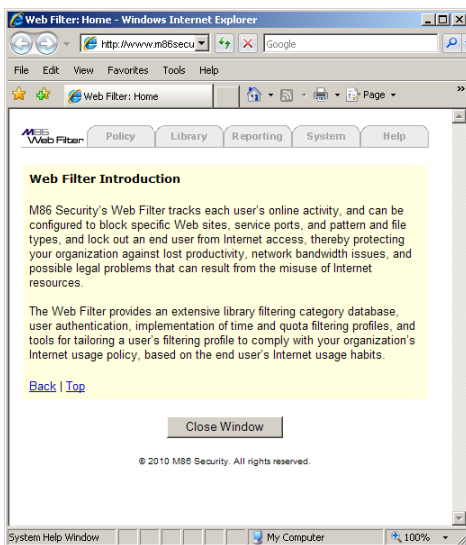 Web Filter: Home - Windows Internet Explorer
http://www.m86secu
Google
File Edit View Favorites Tools Help
Web Filter: Home
Page
»
M86
Web Filter
Policy Library Reporting System Help
Web Filter Introduction
M86 Security's Web Filter tracks each user's online activity, and can be
configured to block specific Web sites, service ports, and pattern and file
types, and lock out an end user from Internet access, thereby protecting
your organization against lost productivity, network bandwidth issues, and
possible legal problems that can result from the misuse of Internet
resources.
The Web Filter provides an extensive library filtering category database,
user authentication, implementation of time and quota filtering profiles, and
tools for tailoring a user's filtering profile to comply with your organization's
Internet usage policy, based on the end user's Internet usage habits.
Back | Top
Close Window
© 2010 M86 Security. All rights reserved.
System Help Window My Computer 100%